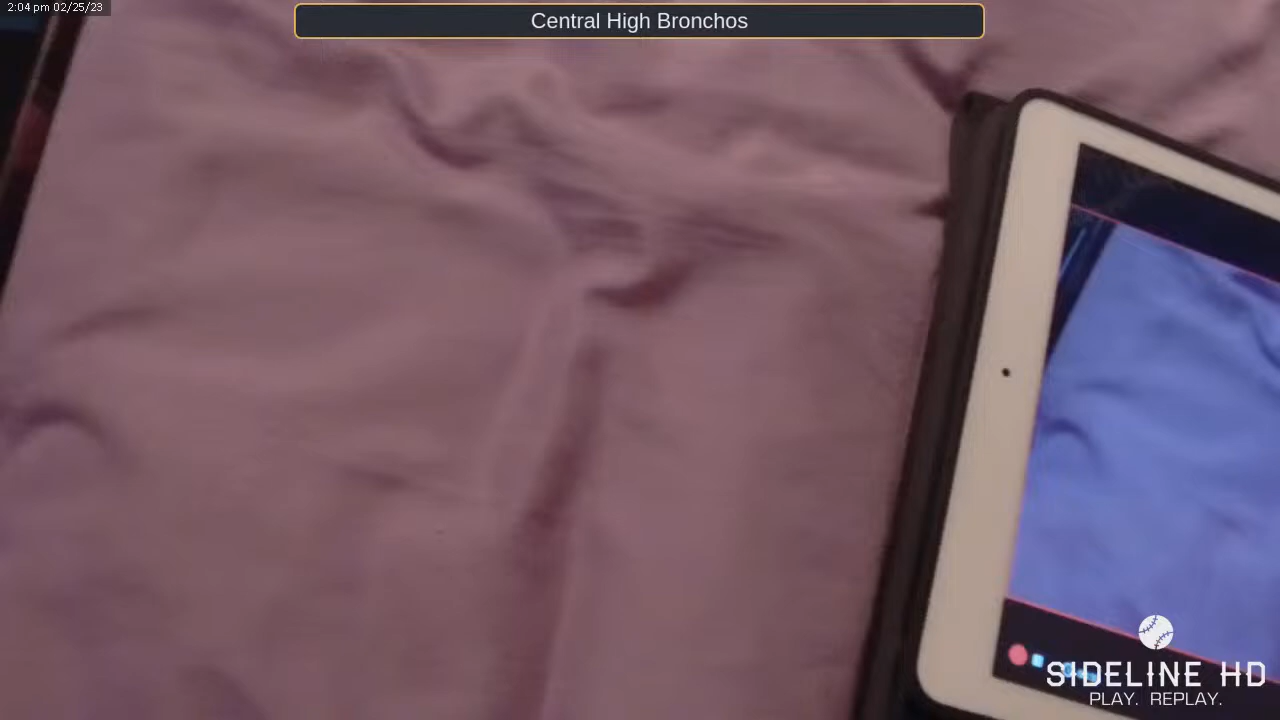 2:04 pm 02/25/23
Central High Bronchos
SIDELINE HD
PLAY. REPLAY.